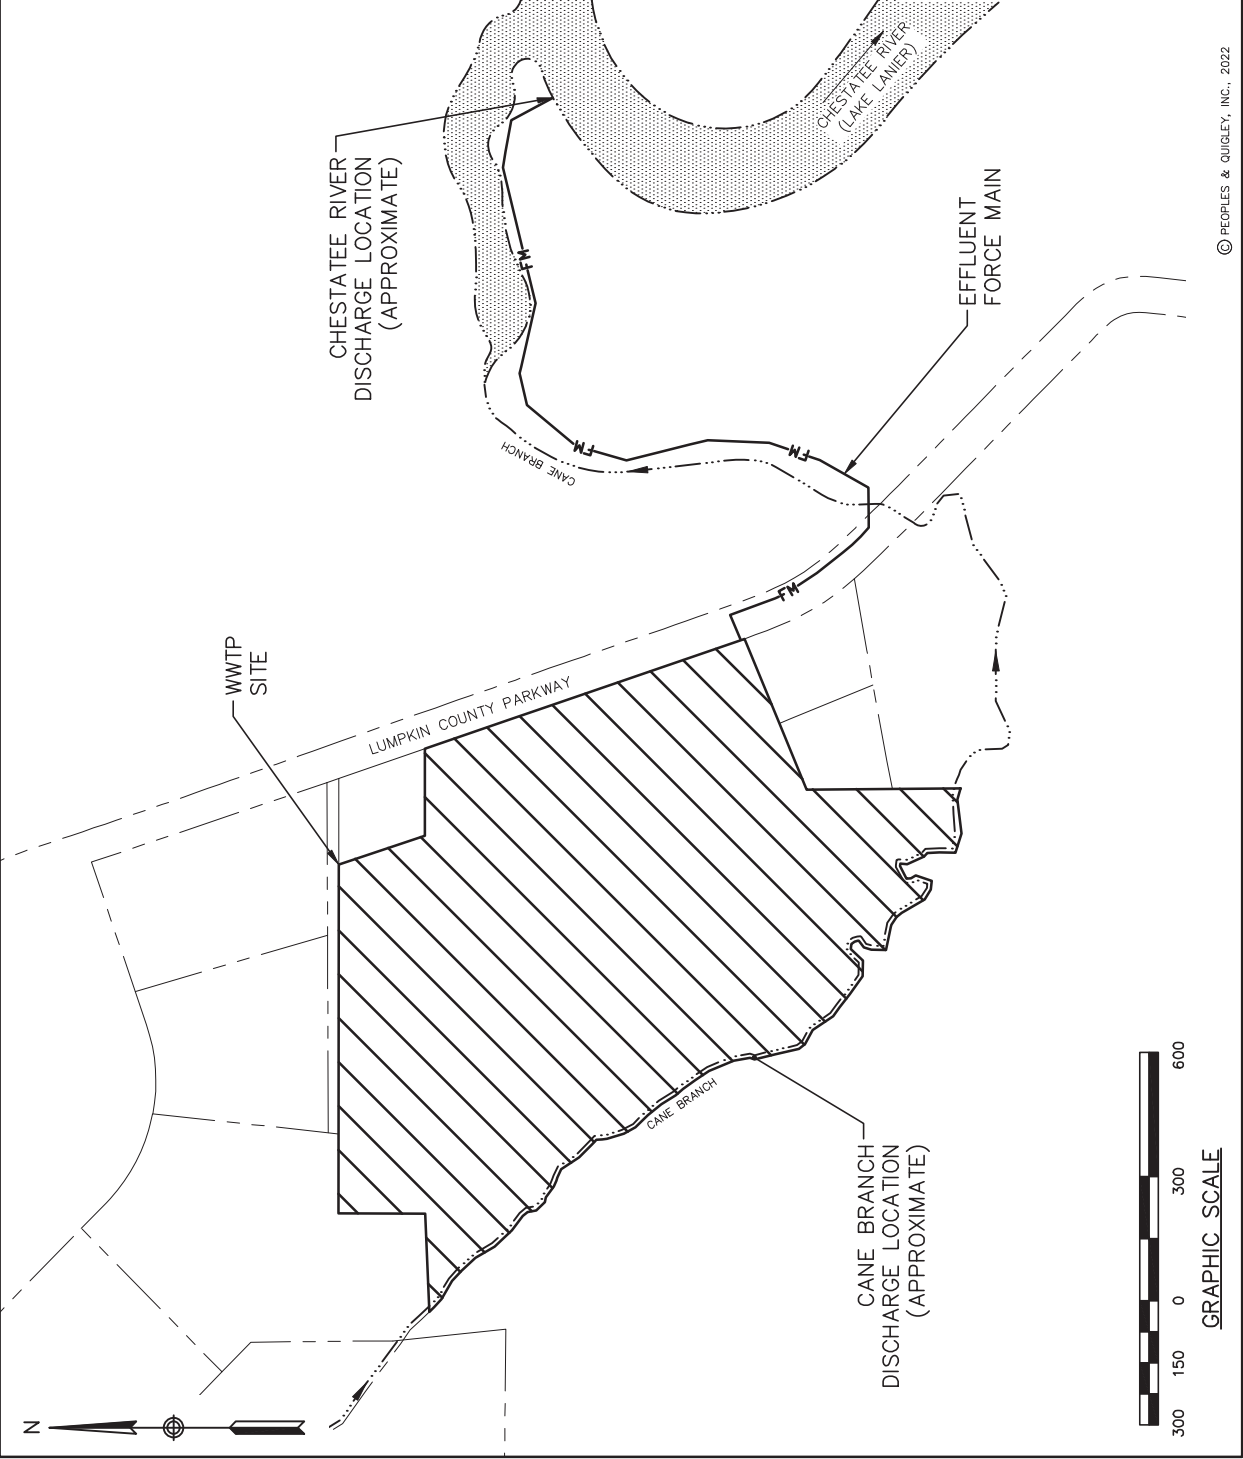 N
WWTP
SITE
LUMPKIN COUNTY PARKWAY
CHESTATEE RIVER
DISCHARGE LOCATION
(APPROXIMATE)
CHESTATEE RIVER
(LAKE LANIER)
FM
FM
FM
FM
CANE BRANCH
EFFLUENT
FORCE MAIN
CANE BRANCH
CANE BRANCH
DISCHARGE LOCATION
(APPROXIMATE)
300 150 0 300 600
GRAPHIC SCALE
© PEOPLES & QUIGLEY, INC., 2022